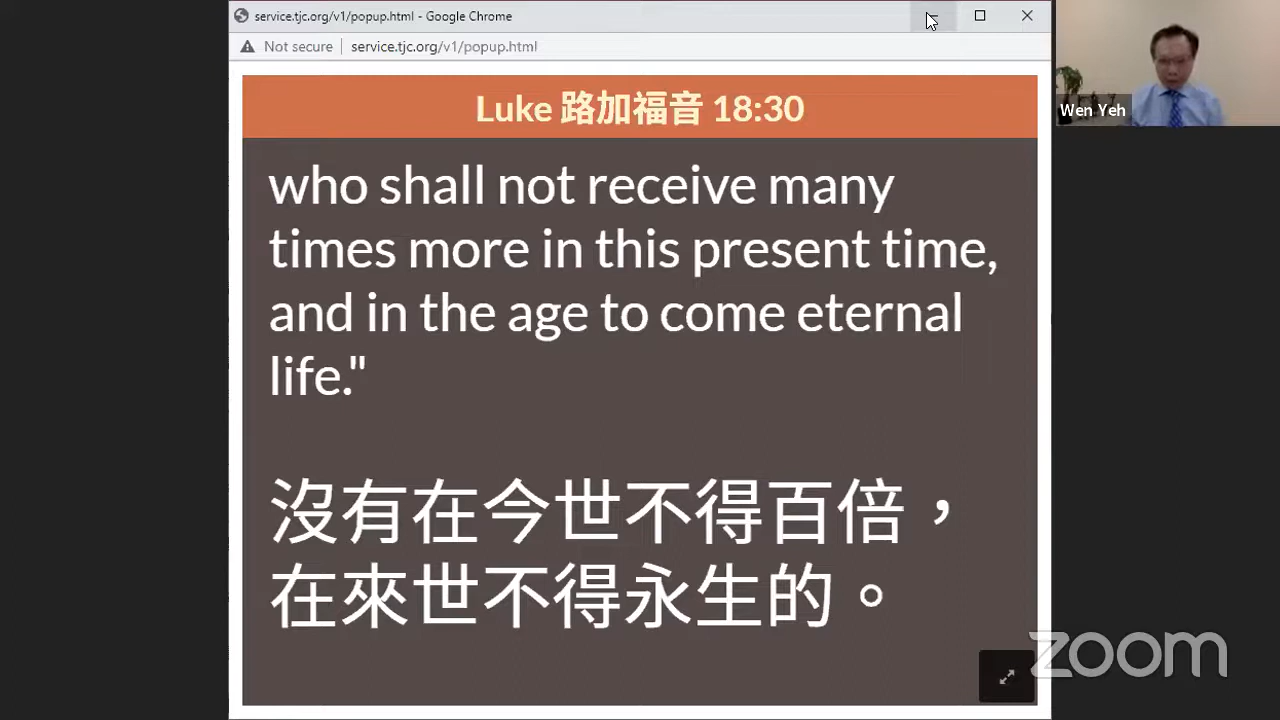 service.tjc.org/v1/popup.html - Google Chrome
Not secure
service.tjc.org/v1/popup.html
Wen Yeh
Luke 路加福音 18:30
who shall not receive many
times more in this present time,
and in the age to come eternal
life."
沒有在今世不得百倍，
在來世不得永生的。
zoom